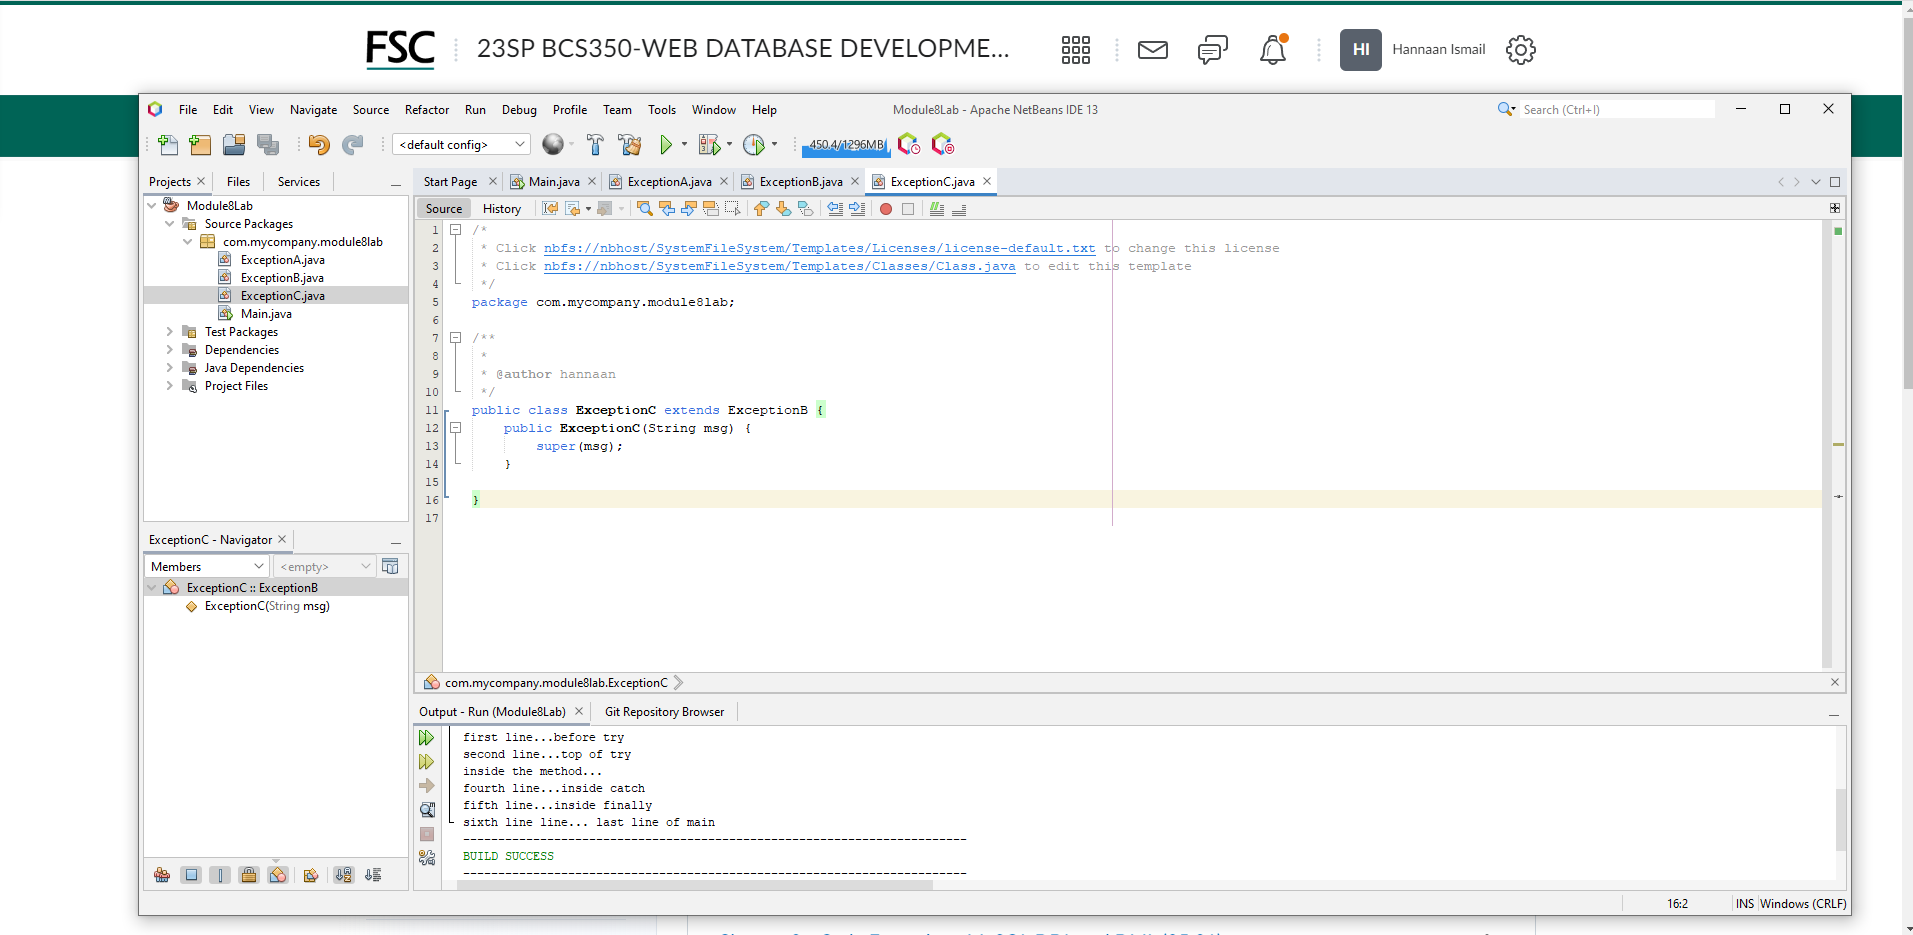 FSC
23SP BCS350-WEB DATABASE DEVELOPME...
HI
Hannaan Ismail
File Edit View Navigate Source Refactor Run Debug Profile Team Tools Window Help
Module8Lab - Apache NetBeans IDE 13
Search (Ctrl+I)
<default config>
450.4/1296MB
Projects Files Services
Module8Lab
Source Packages
com.mycompany.module8lab
ExceptionA.java
ExceptionB.java
ExceptionC.java
Main.java
Test Packages
Dependencies
Java Dependencies
Project Files
ExceptionC - Navigator
Members <empty>
ExceptionC :: ExceptionB
ExceptionC(String msg)
Start Page Main.java ExceptionA.java ExceptionB.java ExceptionC.java
Source History
1 /*
2 * Click nbfs://nbhost/SystemFileSystem/Templates/Licenses/license-default.txt to change this license
3 * Click nbfs://nbhost/SystemFileSystem/Templates/Classes/Class.java to edit this template
4 */
5 package com.mycompany.module8lab;
6
7 /**
8 *
9 * @author hannaan
10 */
11 public class ExceptionC extends ExceptionB {
12 public ExceptionC(String msg) {
13 super(msg);
14 }
15
16 }
17
com.mycompany.module8lab.ExceptionC
Output - Run (Module8Lab) Git Repository Browser
first line...before try
second line...top of try
inside the method...
fourth line...inside catch
fifth line...inside finally
sixth line line... last line of main
------------------------------------------------------------------------
BUILD SUCCESS
------------------------------------------------------------------------
16:2 INS Windows (CRLF)